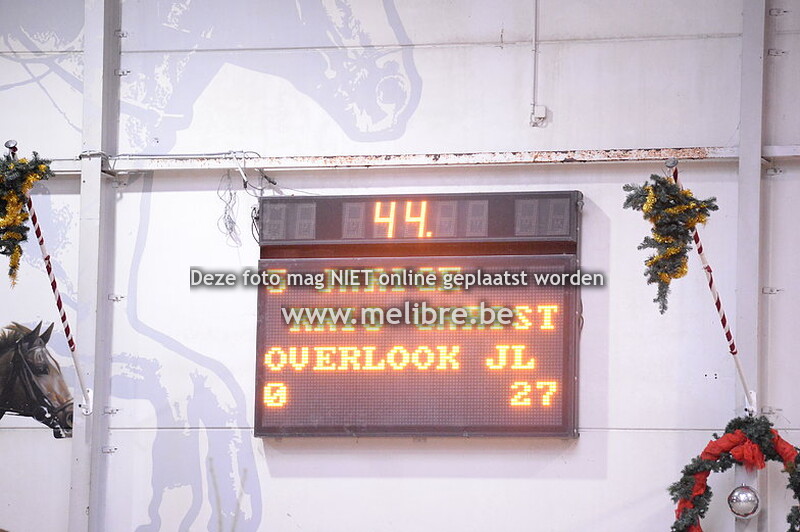 44.
Deze foto mag NIET online geplaatst worden
www.melibre.be
OVERLOOK JL
0 27